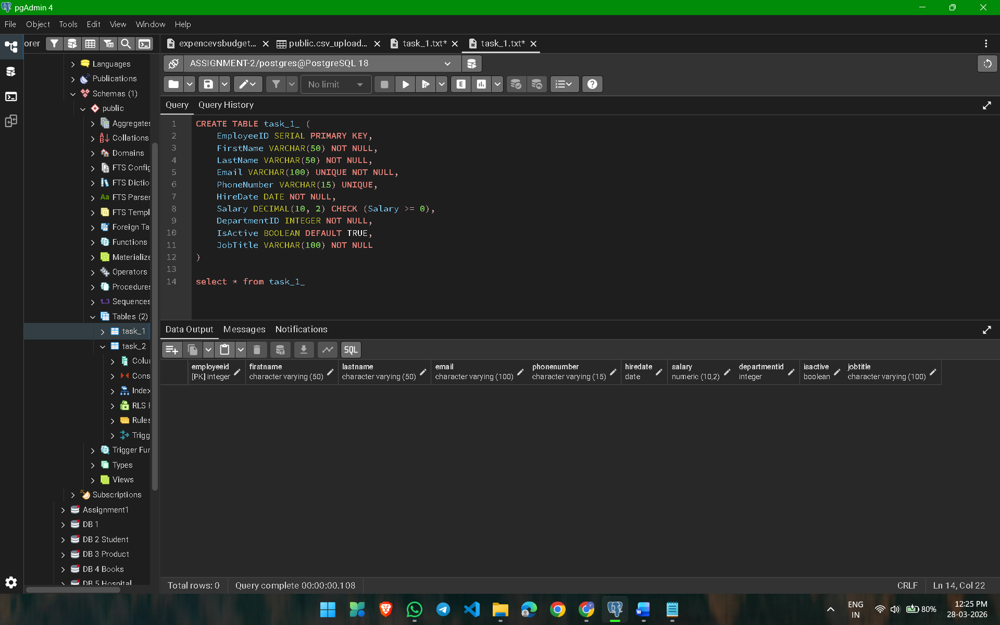 pgAdmin 4
File Object Tools Edit View Window Help
orer
expencevsbudget... public.csv_upload... task_1.txt* task_1.txt*
ASSIGNMENT-2/postgres@PostgreSQL 18
No limit
E
Query Query History
1 CREATE TABLE task_1_ (
2 EmployeeID SERIAL PRIMARY KEY,
3 FirstName VARCHAR(50) NOT NULL,
4 LastName VARCHAR(50) NOT NULL,
5 Email VARCHAR(100) UNIQUE NOT NULL,
6 PhoneNumber VARCHAR(15) UNIQUE,
7 HireDate DATE NOT NULL,
8 Salary DECIMAL(10, 2) CHECK (Salary >= 0),
9 DepartmentID INTEGER NOT NULL,
10 IsActive BOOLEAN DEFAULT TRUE,
11 JobTitle VARCHAR(100) NOT NULL
12 )
13
14 select * from task_1_
Languages
Publications
Schemas (1)
public
Aggregates
Collations
Domains
FTS Config
FTS Dictio
Aa FTS Parser
FTS Templ
Foreign Ta
Functions
Materialize
Operators
Procedures
1..3 Sequences
Tables (2)
task_1
task_2
Colu
Cons
Index
RLS P
Rules
Trigg
Trigger Fun
Types
Views
Subscriptions
Assignment1
DB 1
DB 2 Student
DB 3 Product
DB 4 Books
DB 5 Hospital
Data Output Messages Notifications
SQL
employeeid firstname lastname email phonenumber hiredate salary departmentid isactive jobtitle
[PK] integer character varying (50) character varying (50) character varying (100) character varying (15) date numeric (10,2) integer boolean character varying (100)
Total rows: 0 Query complete 00:00:00.108 CRLF Ln 14, Col 22
ENG
IN
80%
12:25 PM
28-03-2026